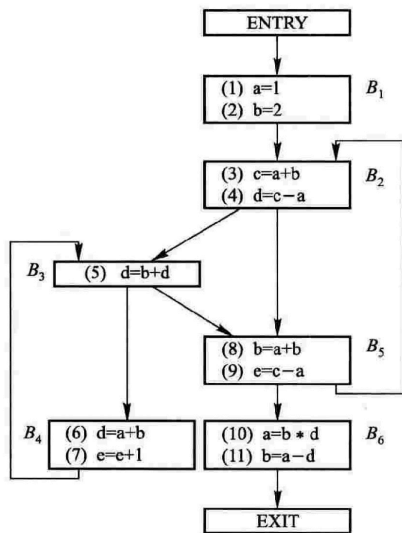 ENTRY
(1) a=1
(2) b=2
B1
(3) c=a+b
(4) d=c-a
B2
B3
(5) d=b+d
(8) b=a+b
(9) e=c-a
B5
B4
(6) d=a+b
(7) e=e+1
(10) a=b*d
(11) b=a-d
B6
EXIT